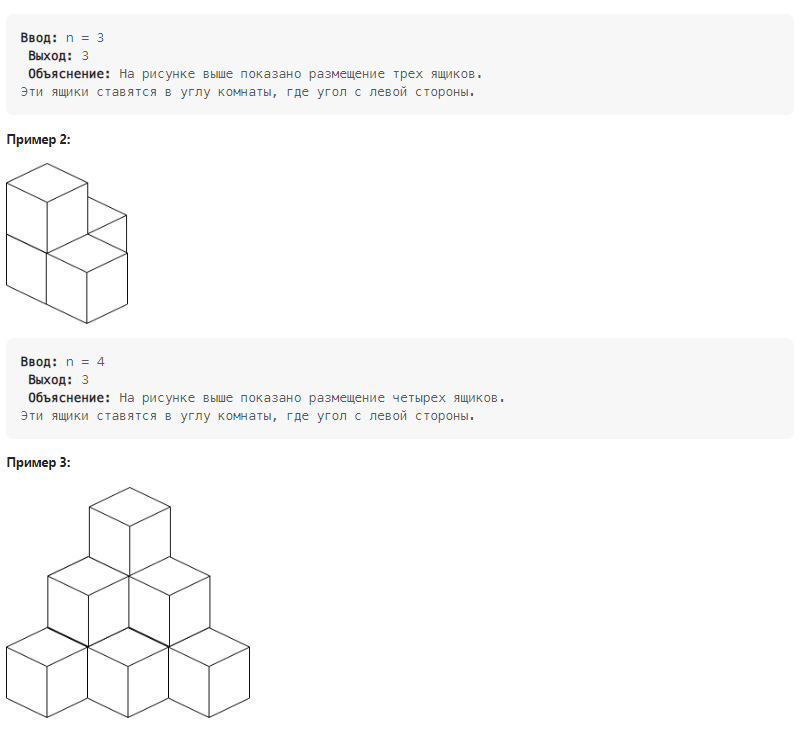 Ввод: n = 3
Выход: 3
Объяснение: На рисунке выше показано размещение трех ящиков.
Эти ящики ставятся в углу комнаты, где угол с левой стороны.
Пример 2:
Ввод: n = 4
Выход: 3
Объяснение: На рисунке выше показано размещение четырех ящиков.
Эти ящики ставятся в углу комнаты, где угол с левой стороны.
Пример 3: